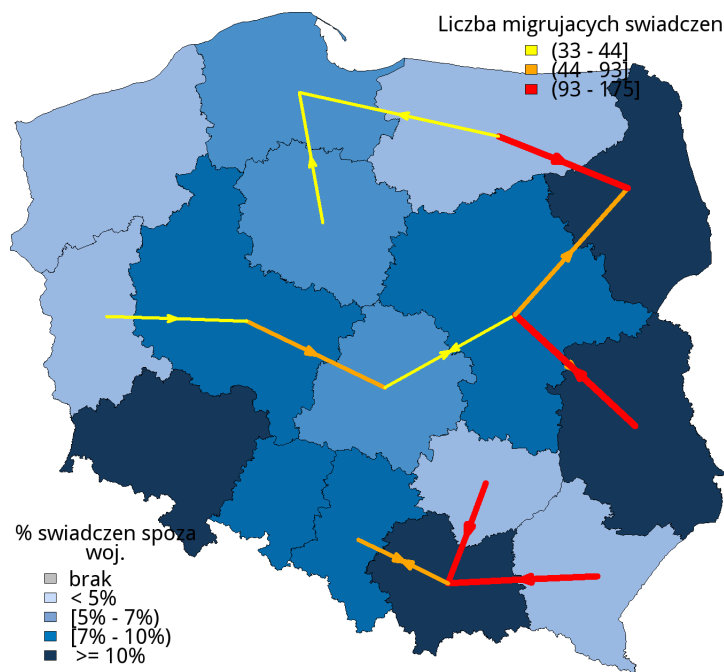 Liczba migrujacych swiadczen
(33 - 44]
(44 - 93]
(93 - 175]
% swiadczen spoza
woj.
brak
< 5%
[5% - 7%)
[7% - 10%)
>= 10%